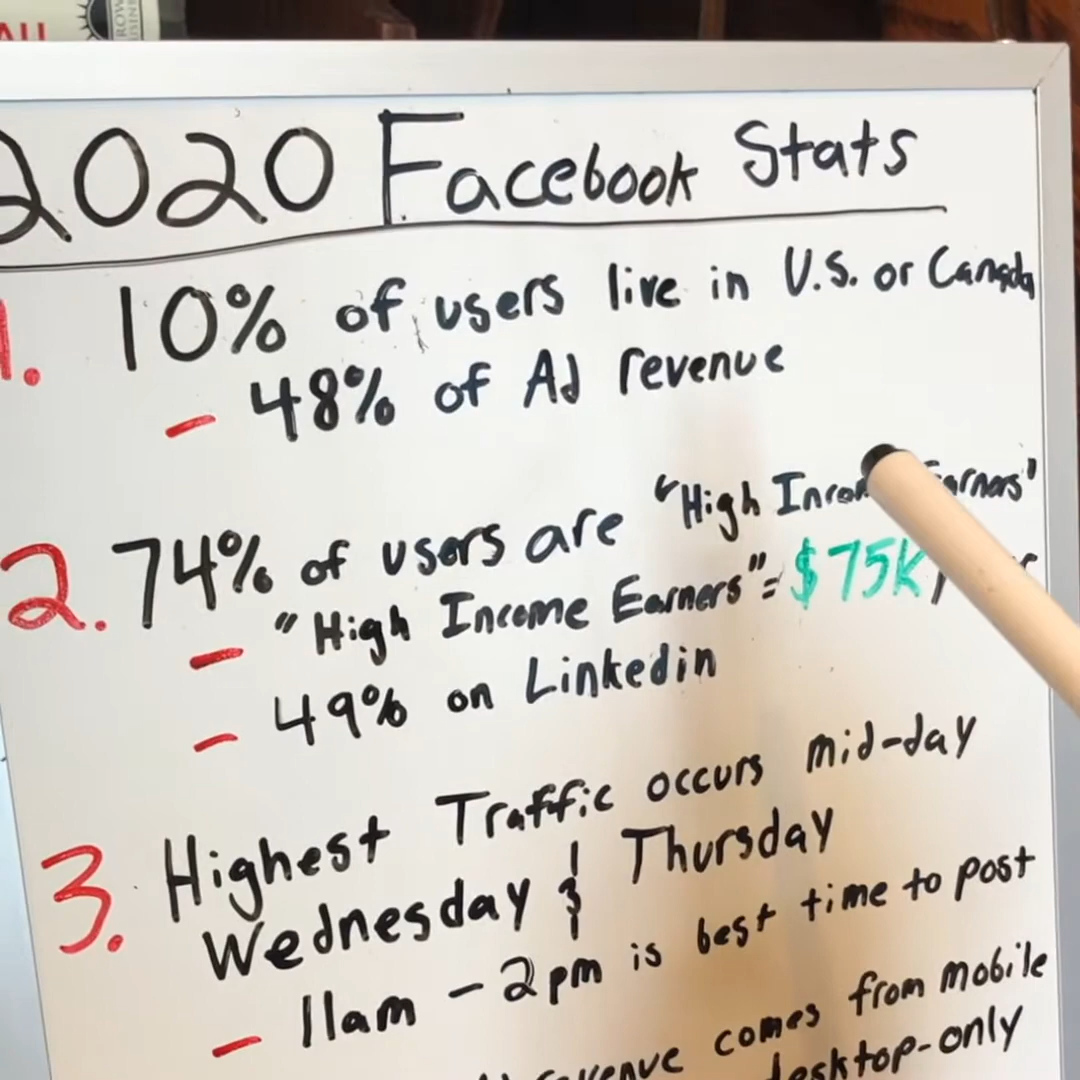 2020 Facebook Stats
1. 10% of users live in U.S. or Canada
- 48% of Ad revenue
2. 74% of users are "High Income Earners"
- "High Income Earners" = $75K
- 49% on Linkedin
3. Highest Traffic occurs mid-day
Wednesday & Thursday
- 11am - 2pm is best time to post
revenue comes from mobile
desktop-only